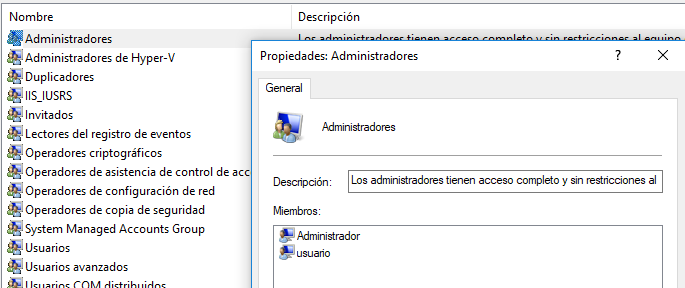 Nombre Descripción
Administradores Los administradores tienen acceso completo y sin restricciones al equipo
Administradores de Hyper-V
Duplicadores
IIS_IUSRS
Invitados
Lectores del registro de eventos
Operadores criptográficos
Operadores de asistencia de control de acc
Operadores de configuración de red
Operadores de copia de seguridad
System Managed Accounts Group
Usuarios
Usuarios avanzados
Usuarios COM distribuidos
Propiedades: Administradores
General
Administradores
Descripción: Los administradores tienen acceso completo y sin restricciones al
Miembros:
Administrador
usuario